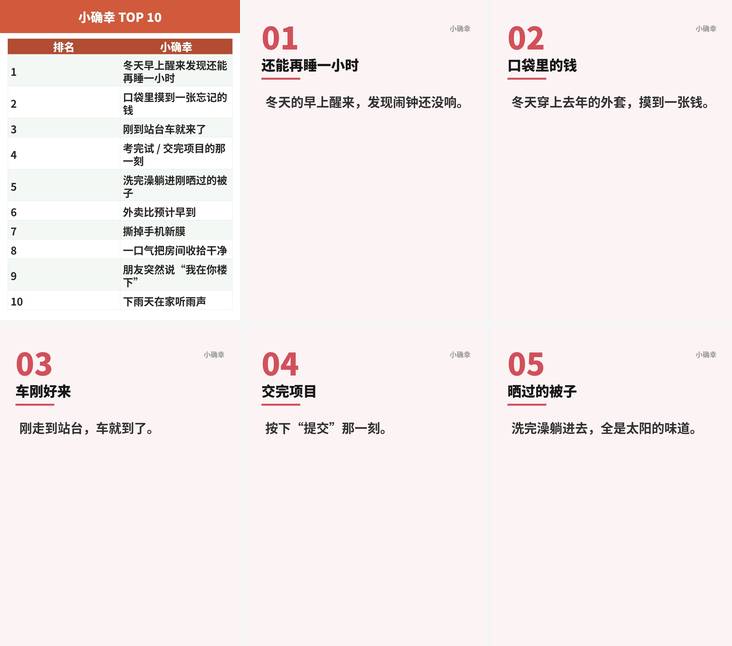 小确幸 TOP 10
排名 小确幸
1 冬天早上醒来发现还能
再睡一小时
2 口袋里摸到一张忘记的
钱
3 刚到站台车就来了
4 考完试 / 交完项目的那
一刻
5 洗完澡躺进刚晒过的被
子
6 外卖比预计早到
7 撕掉手机新膜
8 一口气把房间收拾干净
9 朋友突然说“我在你楼
下”
10 下雨天在家听雨声
01
小确幸
还能再睡一小时
冬天的早上醒来，发现闹钟还没响。
02
小确幸
口袋里的钱
冬天穿上去年的外套，摸到一张钱。
03
小确幸
车刚好来
刚走到站台，车就到了。
04
小确幸
交完项目
按下“提交”那一刻。
05
小确幸
晒过的被子
洗完澡躺进去，全是太阳的味道。